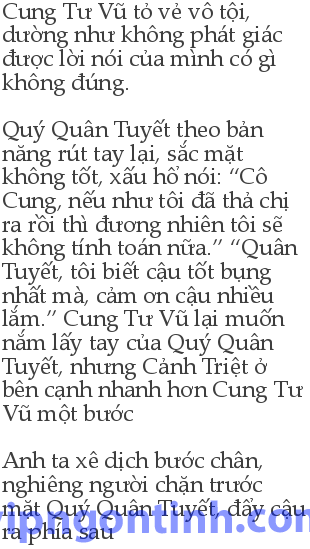 Cung Tư Vũ tỏ vẻ vô tội,
dường như không phát giác
được lời nói của mình có gì
không đúng.
Quý Quân Tuyết theo bản
năng rút tay lại, sắc mặt
không tốt, xấu hổ nói: “Cô
Cung, nếu như tôi đã thả chị
ra rồi thì đương nhiên tôi sẽ
không tính toán nữa.” “Quân
Tuyết, tôi biết cậu tốt bụng
nhất mà, cảm ơn cậu nhiều
lắm.” Cung Tư Vũ lại muốn
nắm lấy tay của Quý Quân
Tuyết, nhưng Cảnh Triệt ở
bên cạnh nhanh hơn Cung Tư
Vũ một bước
Anh ta xê dịch bước chân,
nghiêng người chặn trước
mặt Quý Quân Tuyết, đẩy cậu
ra phía sau
vipngontinh.com